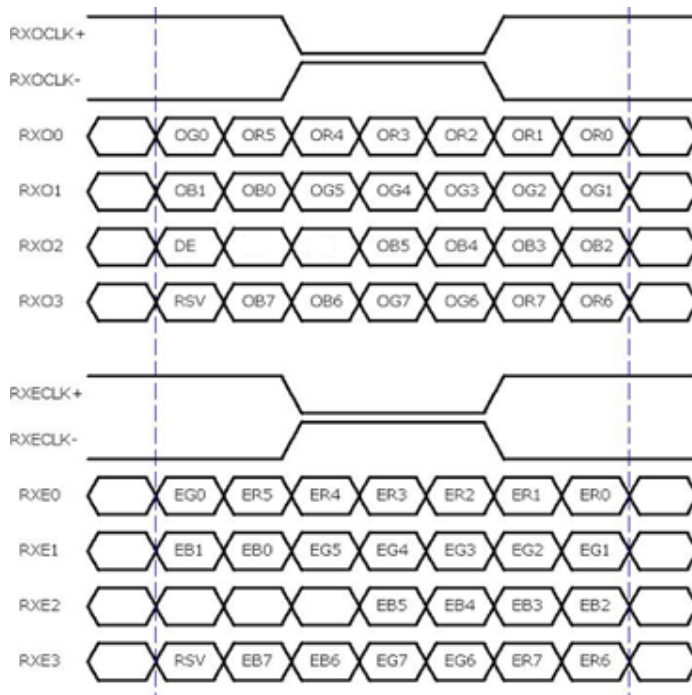 RXOCLK+
RXOCLK-
RXO0 OG0 OR5 OR4 OR3 OR2 OR1 OR0
RXO1 OB1 OB0 OG5 OG4 OG3 OG2 OG1
RXO2 DE OB5 OB4 OB3 OB2
RXO3 RSV OB7 OB6 OG7 OG6 OR7 OR6
RXECLK+
RXECLK-
RXE0 EG0 ER5 ER4 ER3 ER2 ER1 ER0
RXE1 EB1 EB0 EG5 EG4 EG3 EG2 EG1
RXE2 EB5 EB4 EB3 EB2
RXE3 RSV EB7 EB6 EG7 EG6 ER7 ER6